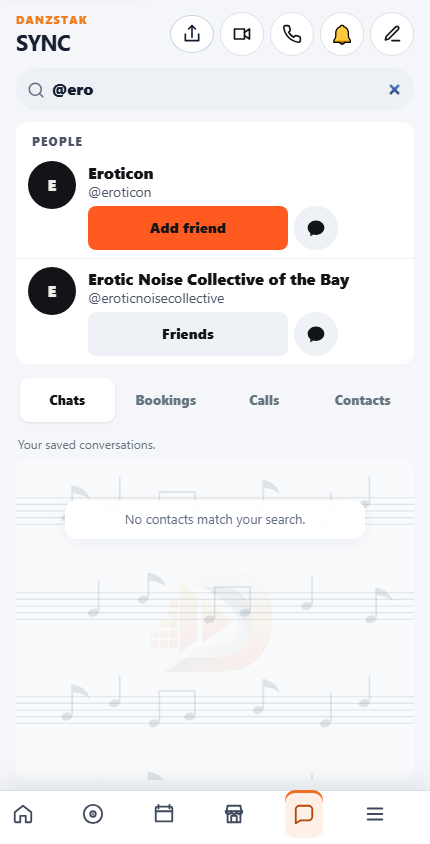 DANZSTAK
SYNC
@ero
PEOPLE
E
Eroticon
@eroticon
Add friend
E
Erotic Noise Collective of the Bay
@eroticnoisecollective
Friends
Chats
Bookings
Calls
Contacts
Your saved conversations.
No contacts match your search.